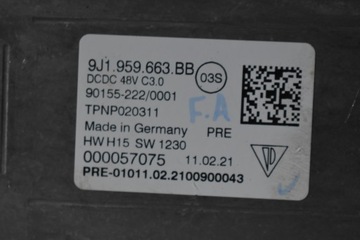 9J1.959.663.BB
DCDC 48V C3.0
03S
90155-222/0001
TPNP020311
F.A
Made in Germany PRE
HW H15 SW 1230
000057075 11.02.21
PRE-01011.02.2100900043